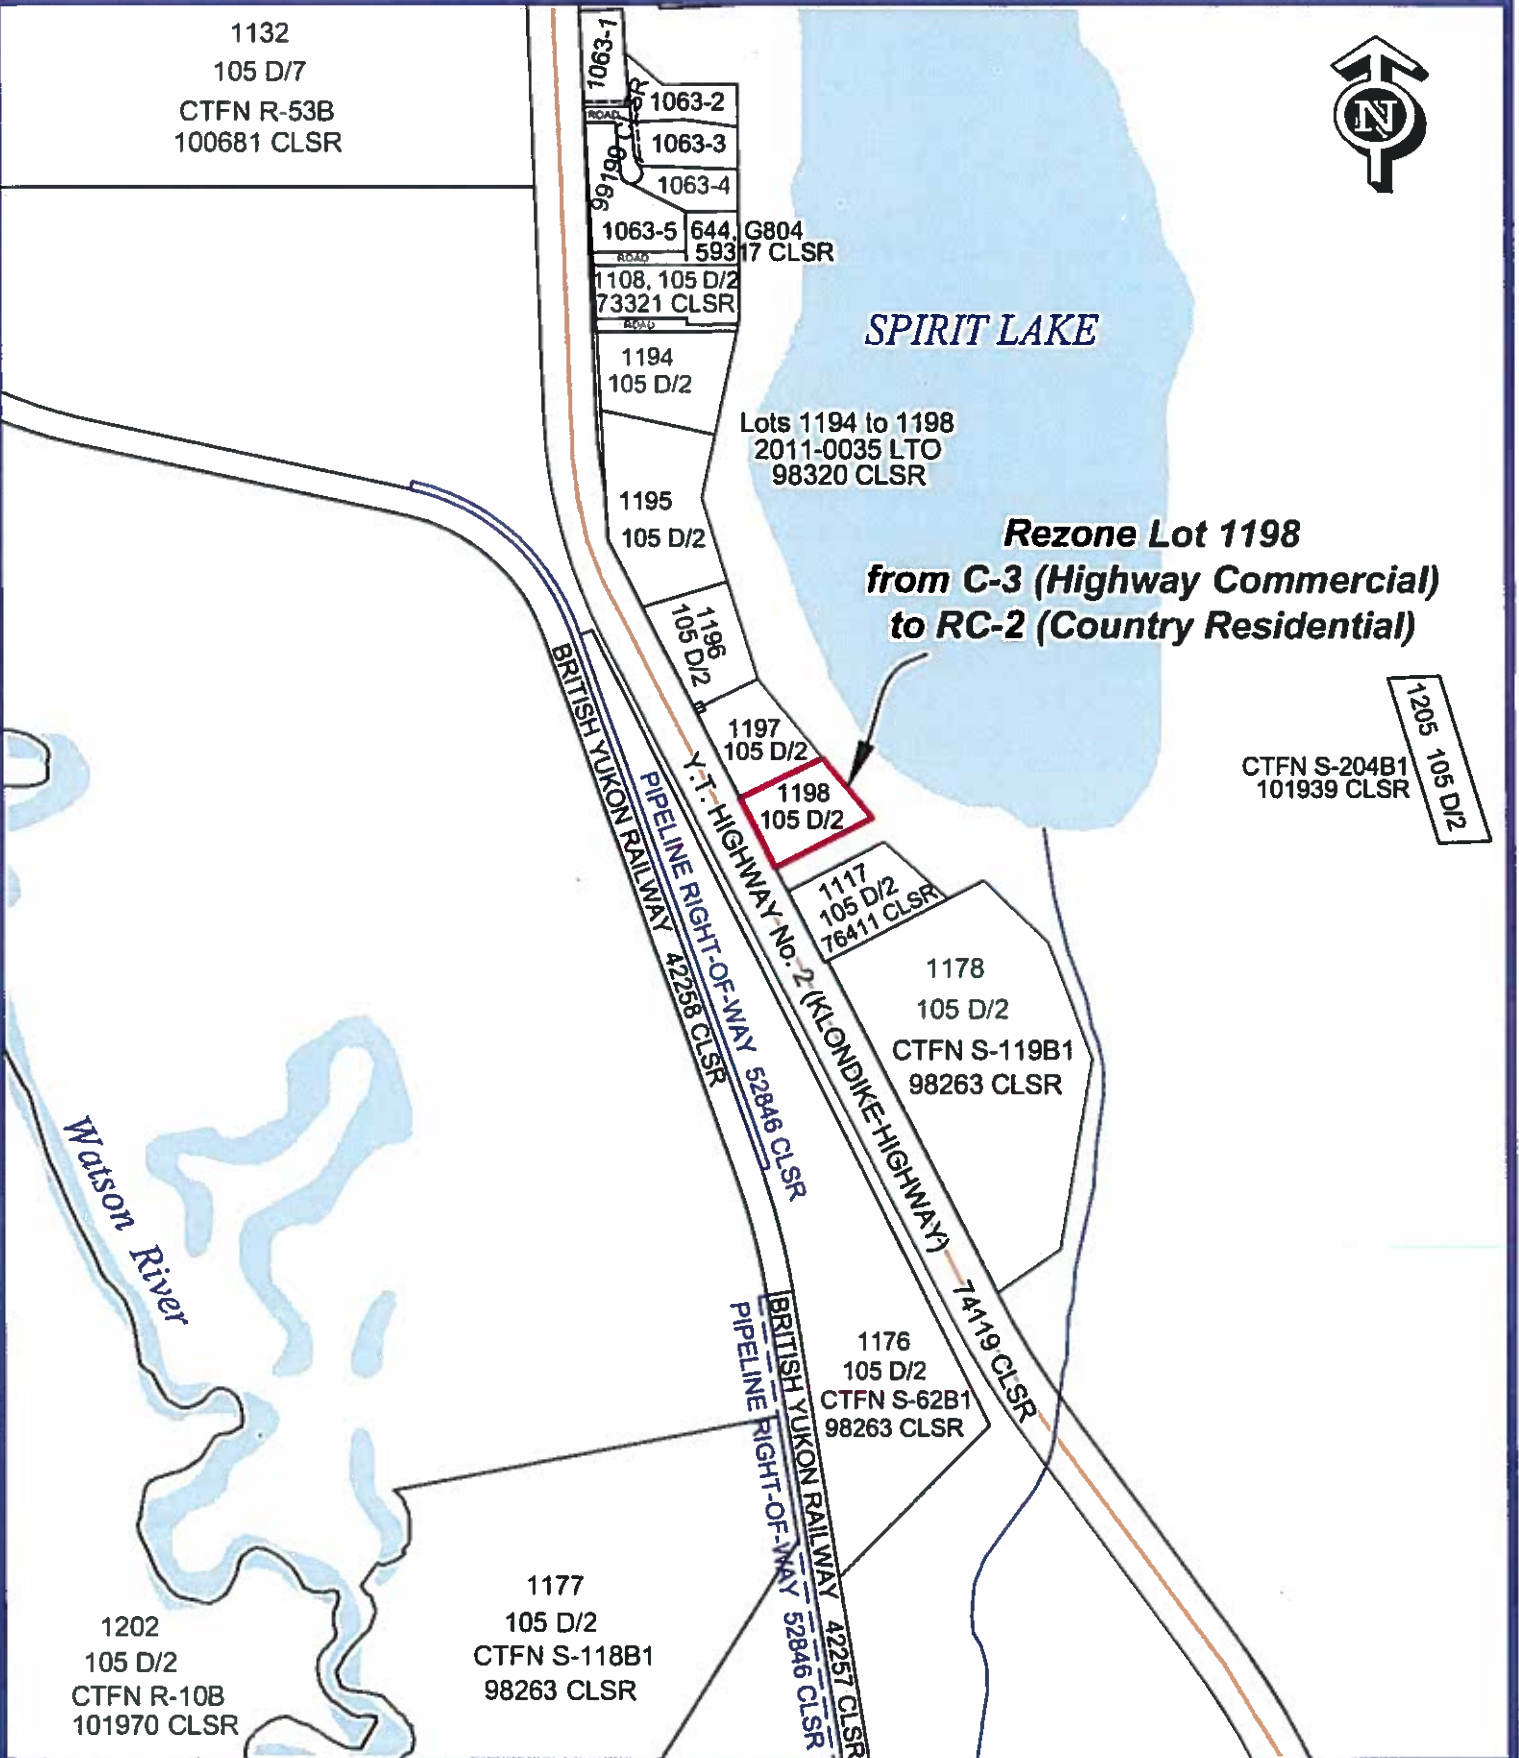 1132
105 D/7
CTFN R-53B
100681 CLSR
1063-1
ROAD
1063-2
1063-3
99190
1063-4
1063-5
644, G804
59317 CLSR
ROAD
1108, 105 D/2
73321 CLSR
ROAD
1194
105 D/2
N
SPIRIT LAKE
Lots 1194 to 1198
2011-0035 LTO
98320 CLSR
1195
105 D/2
Rezone Lot 1198
from C-3 (Highway Commercial)
to RC-2 (Country Residential)
1196
105 D/2
1197
105 D/2
1198
105 D/2
1205 105 D/2
CTFN S-204B1
101939 CLSR
1117
105 D/2
76411 CLSR
1178
105 D/2
CTFN S-119B1
98263 CLSR
BRITISH YUKON RAILWAY 42258 CLSR
PIPELINE RIGHT-OF-WAY 52846 CLSR
Y.T. HIGHWAY No. 2 (KLONDIKE HIGHWAY) 74119 CLSR
Watson River
1176
105 D/2
CTFN S-62B1
98263 CLSR
PIPELINE RIGHT-OF-WAY 52846 CLSR
BRITISH YUKON RAILWAY 42257 CLSR
1177
105 D/2
CTFN S-118B1
98263 CLSR
1202
105 D/2
CTFN R-10B
101970 CLSR